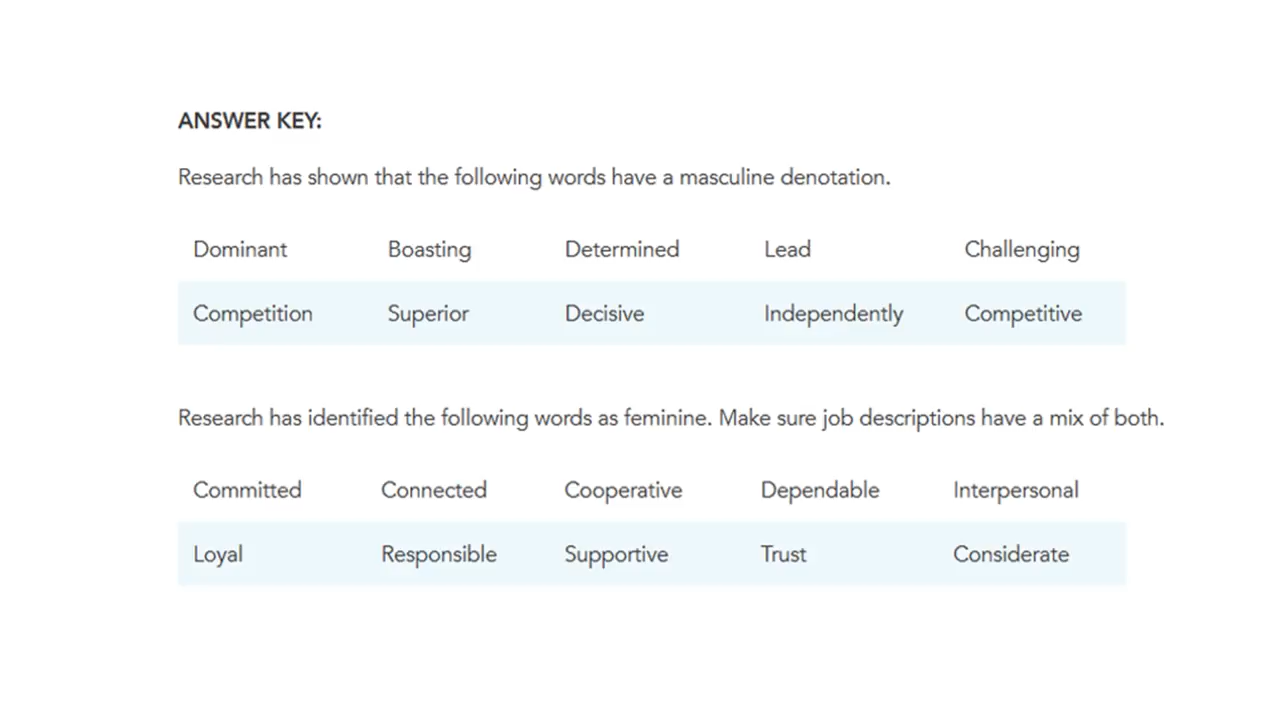 ANSWER KEY:
Research has shown that the following words have a masculine denotation.
Dominant Boasting Determined Lead Challenging
Competition Superior Decisive Independently Competitive
Research has identified the following words as feminine. Make sure job descriptions have a mix of both.
Committed Connected Cooperative Dependable Interpersonal
Loyal Responsible Supportive Trust Considerate